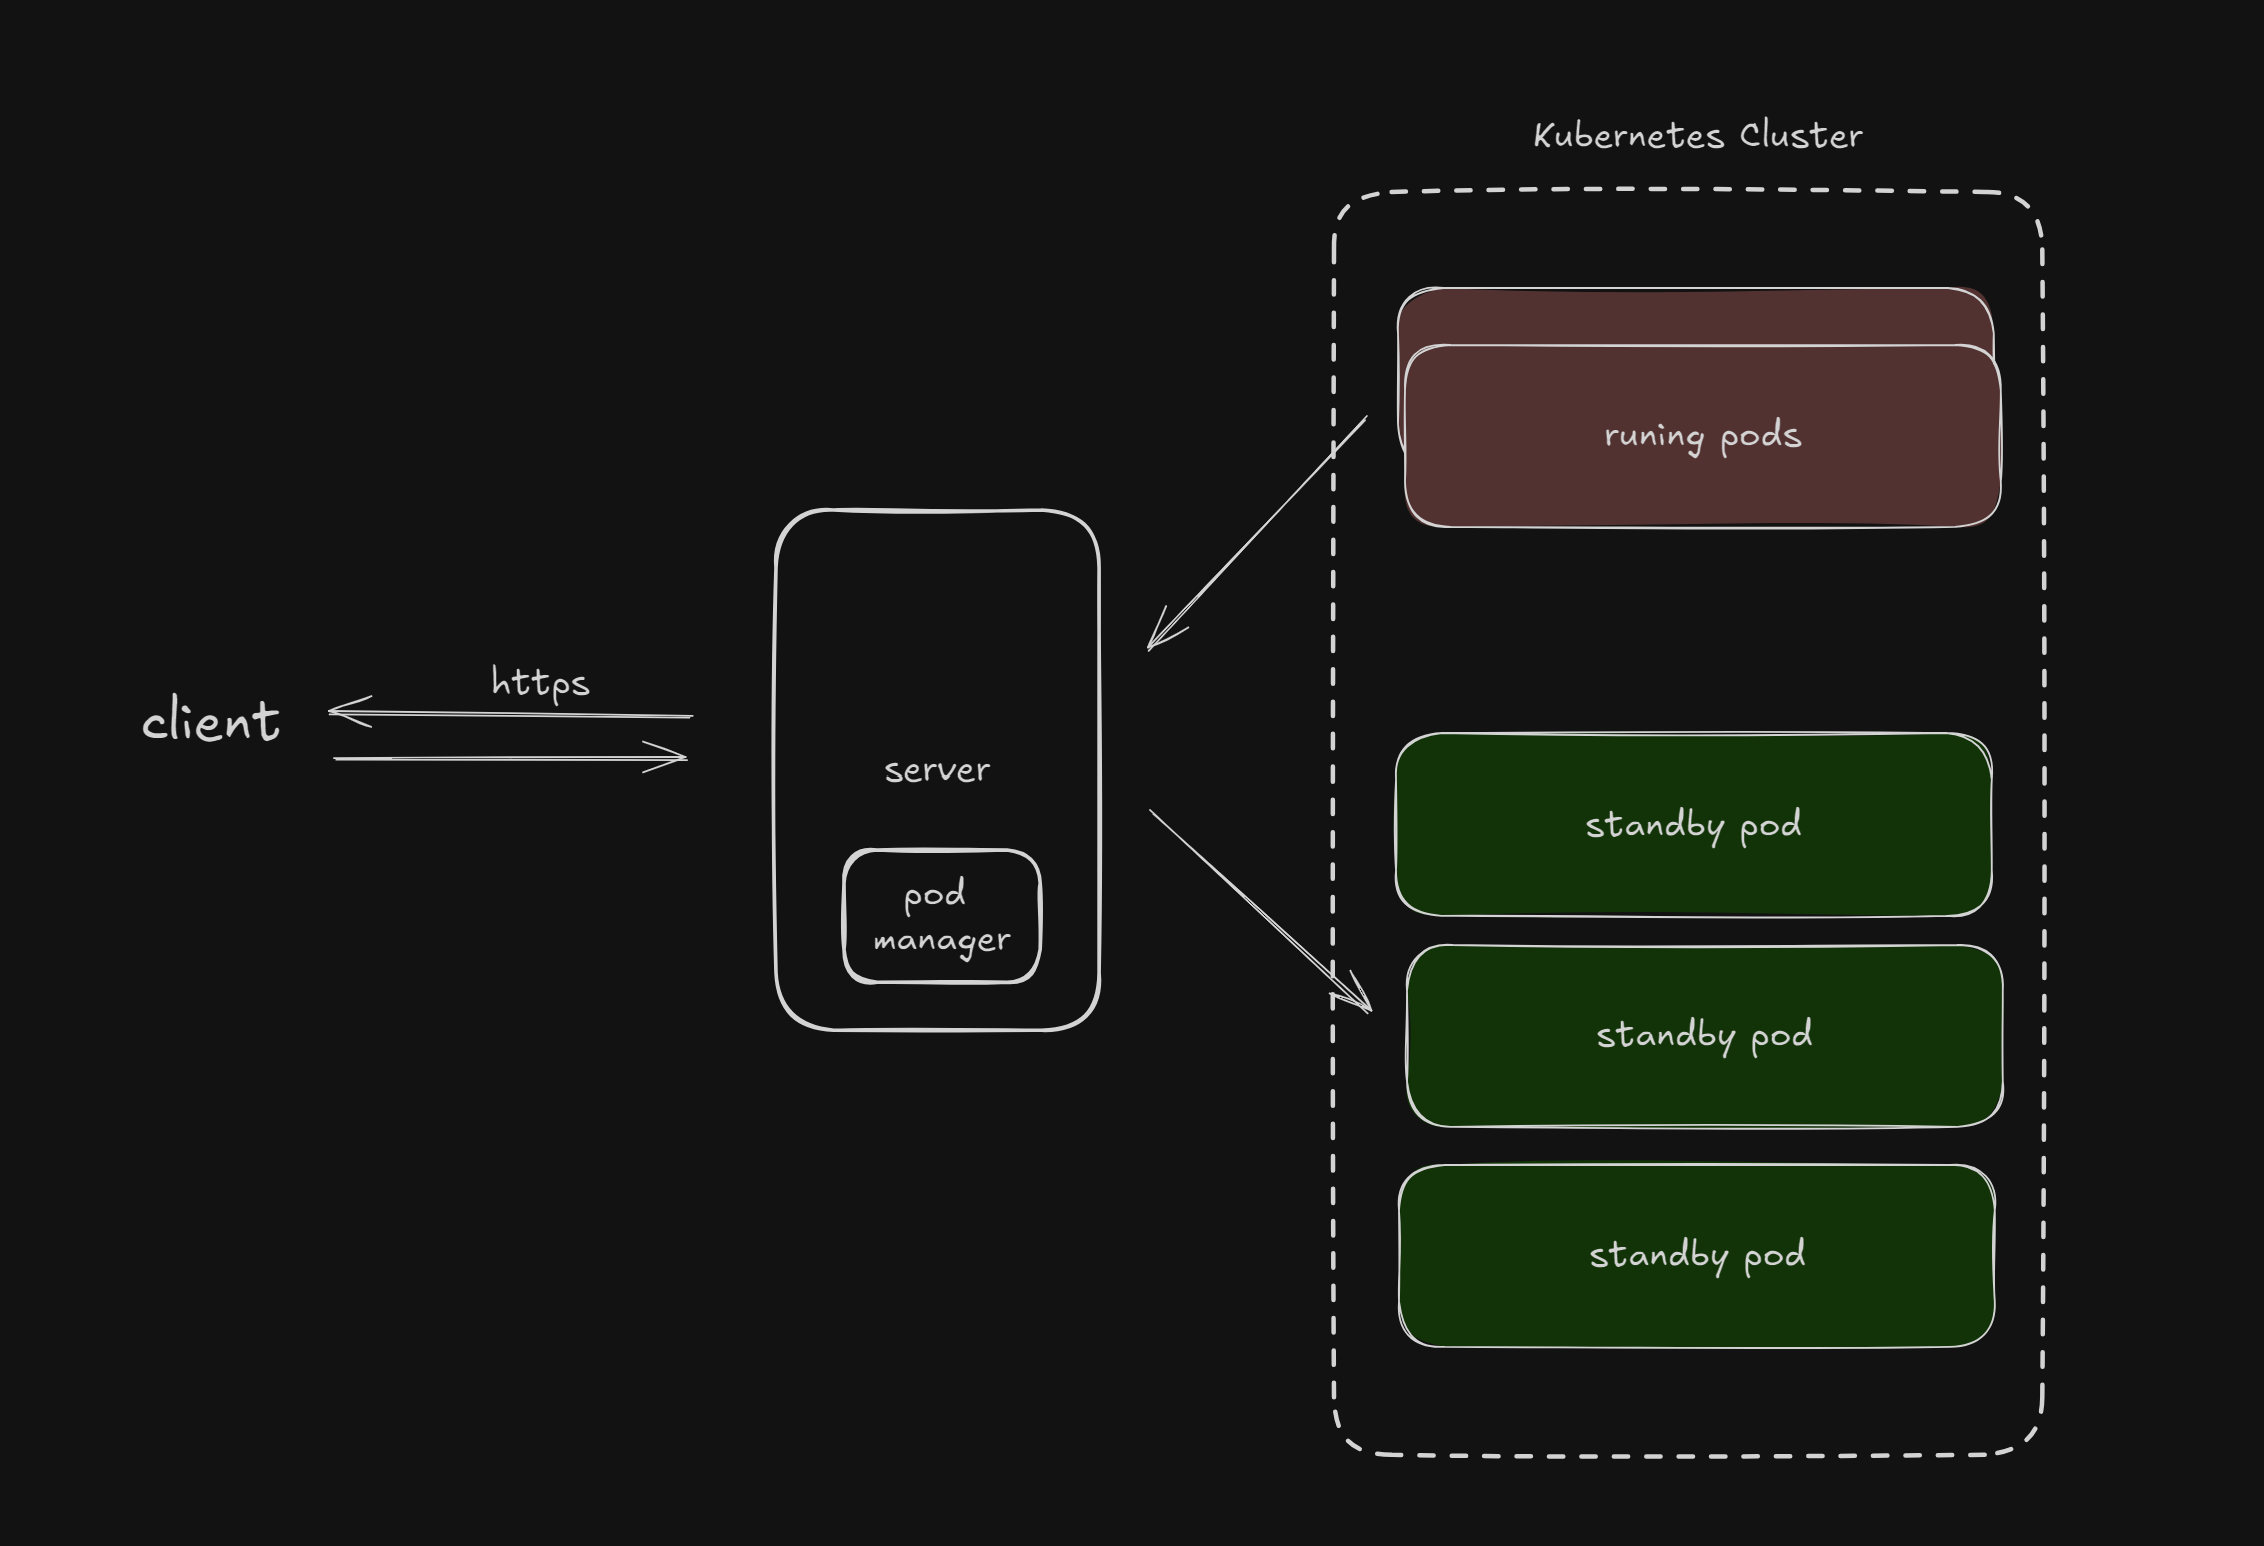 Kubernetes Cluster
runing pods
https
client
server
pod
manager
standby pod
standby pod
standby pod